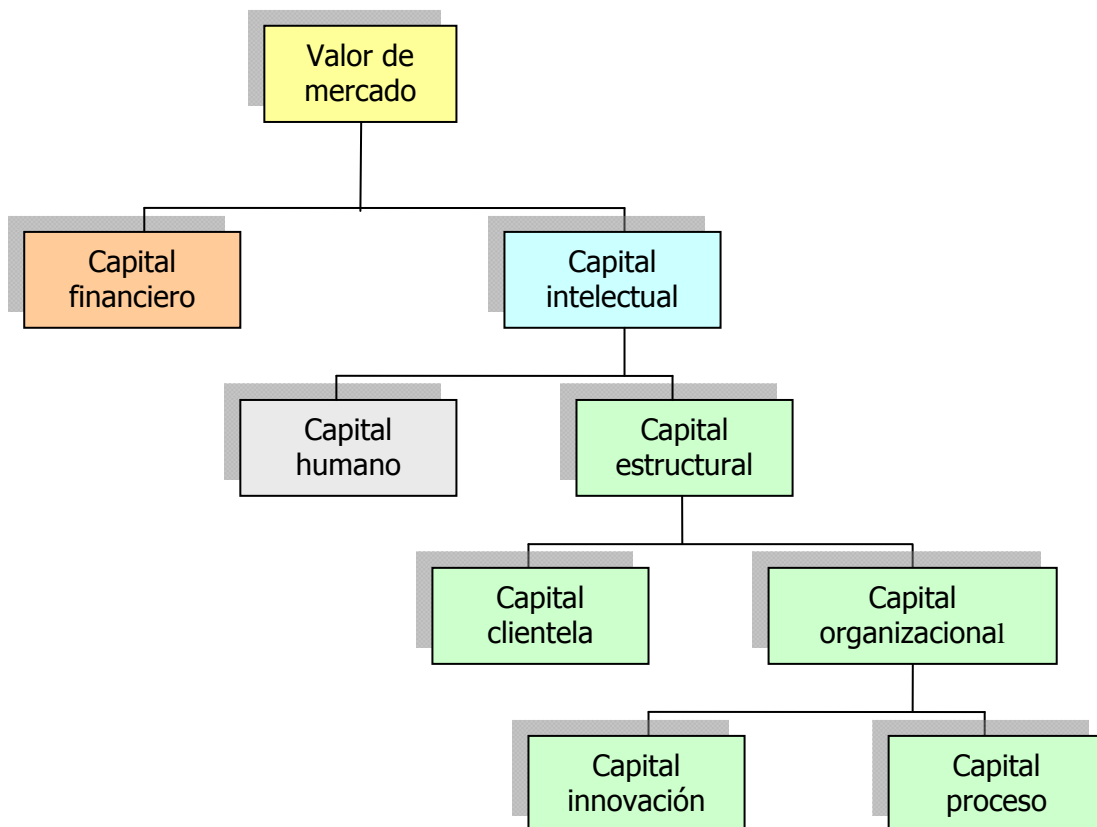 Valor de
mercado
Capital
financiero
Capital
intelectual
Capital
humano
Capital
estructural
Capital
clientela
Capital
organizacional
Capital
innovación
Capital
proceso